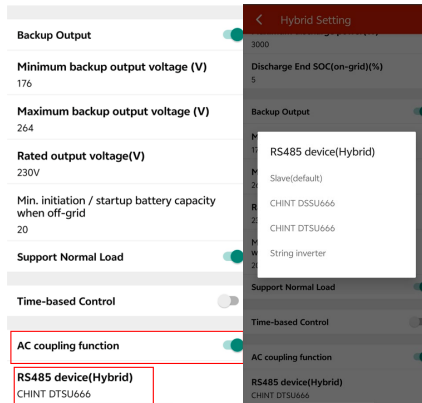 Backup Output
Minimum backup output voltage (V)
176
Maximum backup output voltage (V)
264
Rated output voltage(V)
230V
Min. initiation / startup battery capacity
when off-grid
20
Support Normal Load
Time-based Control
AC coupling function
RS485 device(Hybrid)
CHINT DTSU666
Hybrid Setting
3000
Discharge End SOC(on-grid)(%)
5
Backup Output
RS485 device(Hybrid)
Slave(default)
CHINT DSSU666
CHINT DTSU666
String inverter
Support Normal Load
Time-based Control
AC coupling function
RS485 device(Hybrid)
CHINT DTSU666